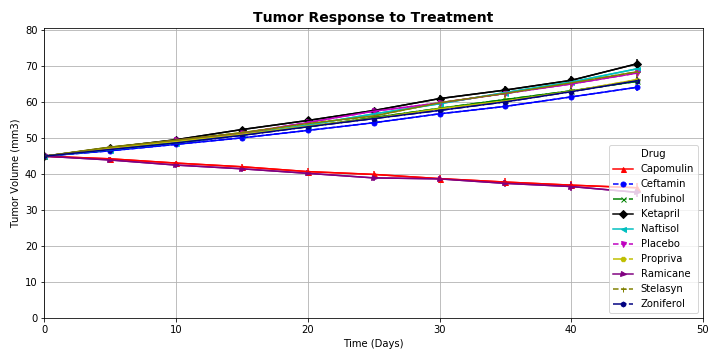 Tumor Response to Treatment
80
70
60
50
40
30
20
10
0
Tumor Volume (mm3)
0 10 20 30 40 50
Time (Days)
Drug
Capomulin
Ceftamin
Infubinol
Ketapril
Naftisol
Placebo
Propriva
Ramicane
Stelasyn
Zoniferol